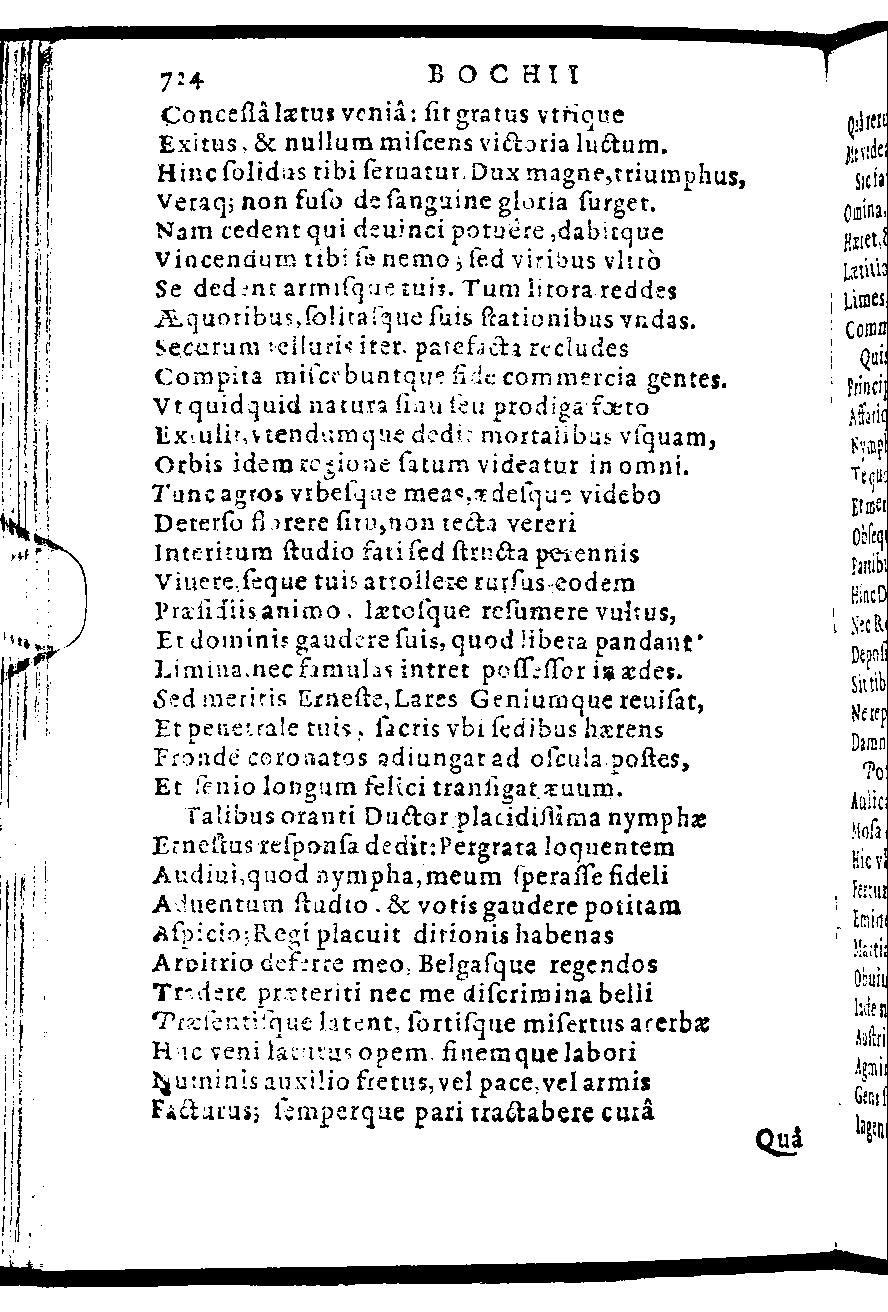 724 BOCHII
Conceſſâ lætus veniâ: ſit gratus vtrique
Exitus, & nullum miſcens victoria luctum.
Hinc ſolidus tibi ſeruatur. Dux magne, triumphus,
Veraq; non fuſo de ſanguine gloria ſurget.
Nam cedent qui deuinci potuére, dabitque
Vincendum tibi ſe nemo; ſed viribus vltrò
Se dedent armiſque tuis. Tum litora reddes
Æquoribus, ſolitaſque ſuis ſtationibus vndas.
Securum telluris iter. patefacta recludes
Compita miſcebuntque fide commercia gentes.
Vt quidquid natura ſinu ſeu prodiga fœto
Extulit, vtendumque dedit mortalibus vſquam,
Orbis idem regione ſatum videatur in omni.
Tunc agros vrbeſque meas, ædeſque videbo
Deterſo florere ſitu, non tecta vereri
Interitum ſtudio fati ſed ſtructa perennis
Viuere, ſeque tuis attollere rurſus eodem
Præſidiis animo, lætoſque reſumere vultus,
Et dominis gaudere ſuis, quod libera pandant
Limina, nec famulas intret poſſeſſor in ædes.
Sed meritis Erneſte, Lares Geniumque reuiſat,
Et penetrale tuis, ſacris vbi ſedibus hærens
Fronde coronatos adiungat ad oſcula poſtes,
Et ſenio longum felici tranſigat æuum.
Talibus oranti Ductor placidiſſima nymphæ
Erneſtus reſponſa dedit: Pergrata loquentem
Audiui, quod nympha, meum ſperaſſe fideli
Aduentum ſtudio, & votis gaudere potitam
Aſpicio; Regi placuit ditionis habenas
Arbitrio deferre meo, Belgaſque regendos
Tradere præteriti nec me diſcrimina belli
Præſentiſque latent, ſortiſque miſertus acerbæ
Huc veni laturus opem. finemque labori
Numinis auxilio fretus, vel pace, vel armis
Facturus; ſemperque pari tractabere curâ
Quâ